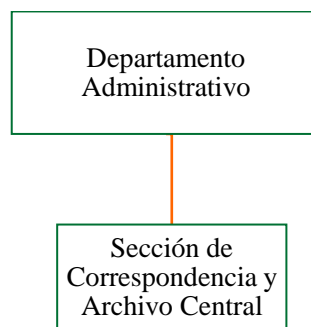 Departamento
Administrativo
Sección de
Correspondencia y
Archivo Central